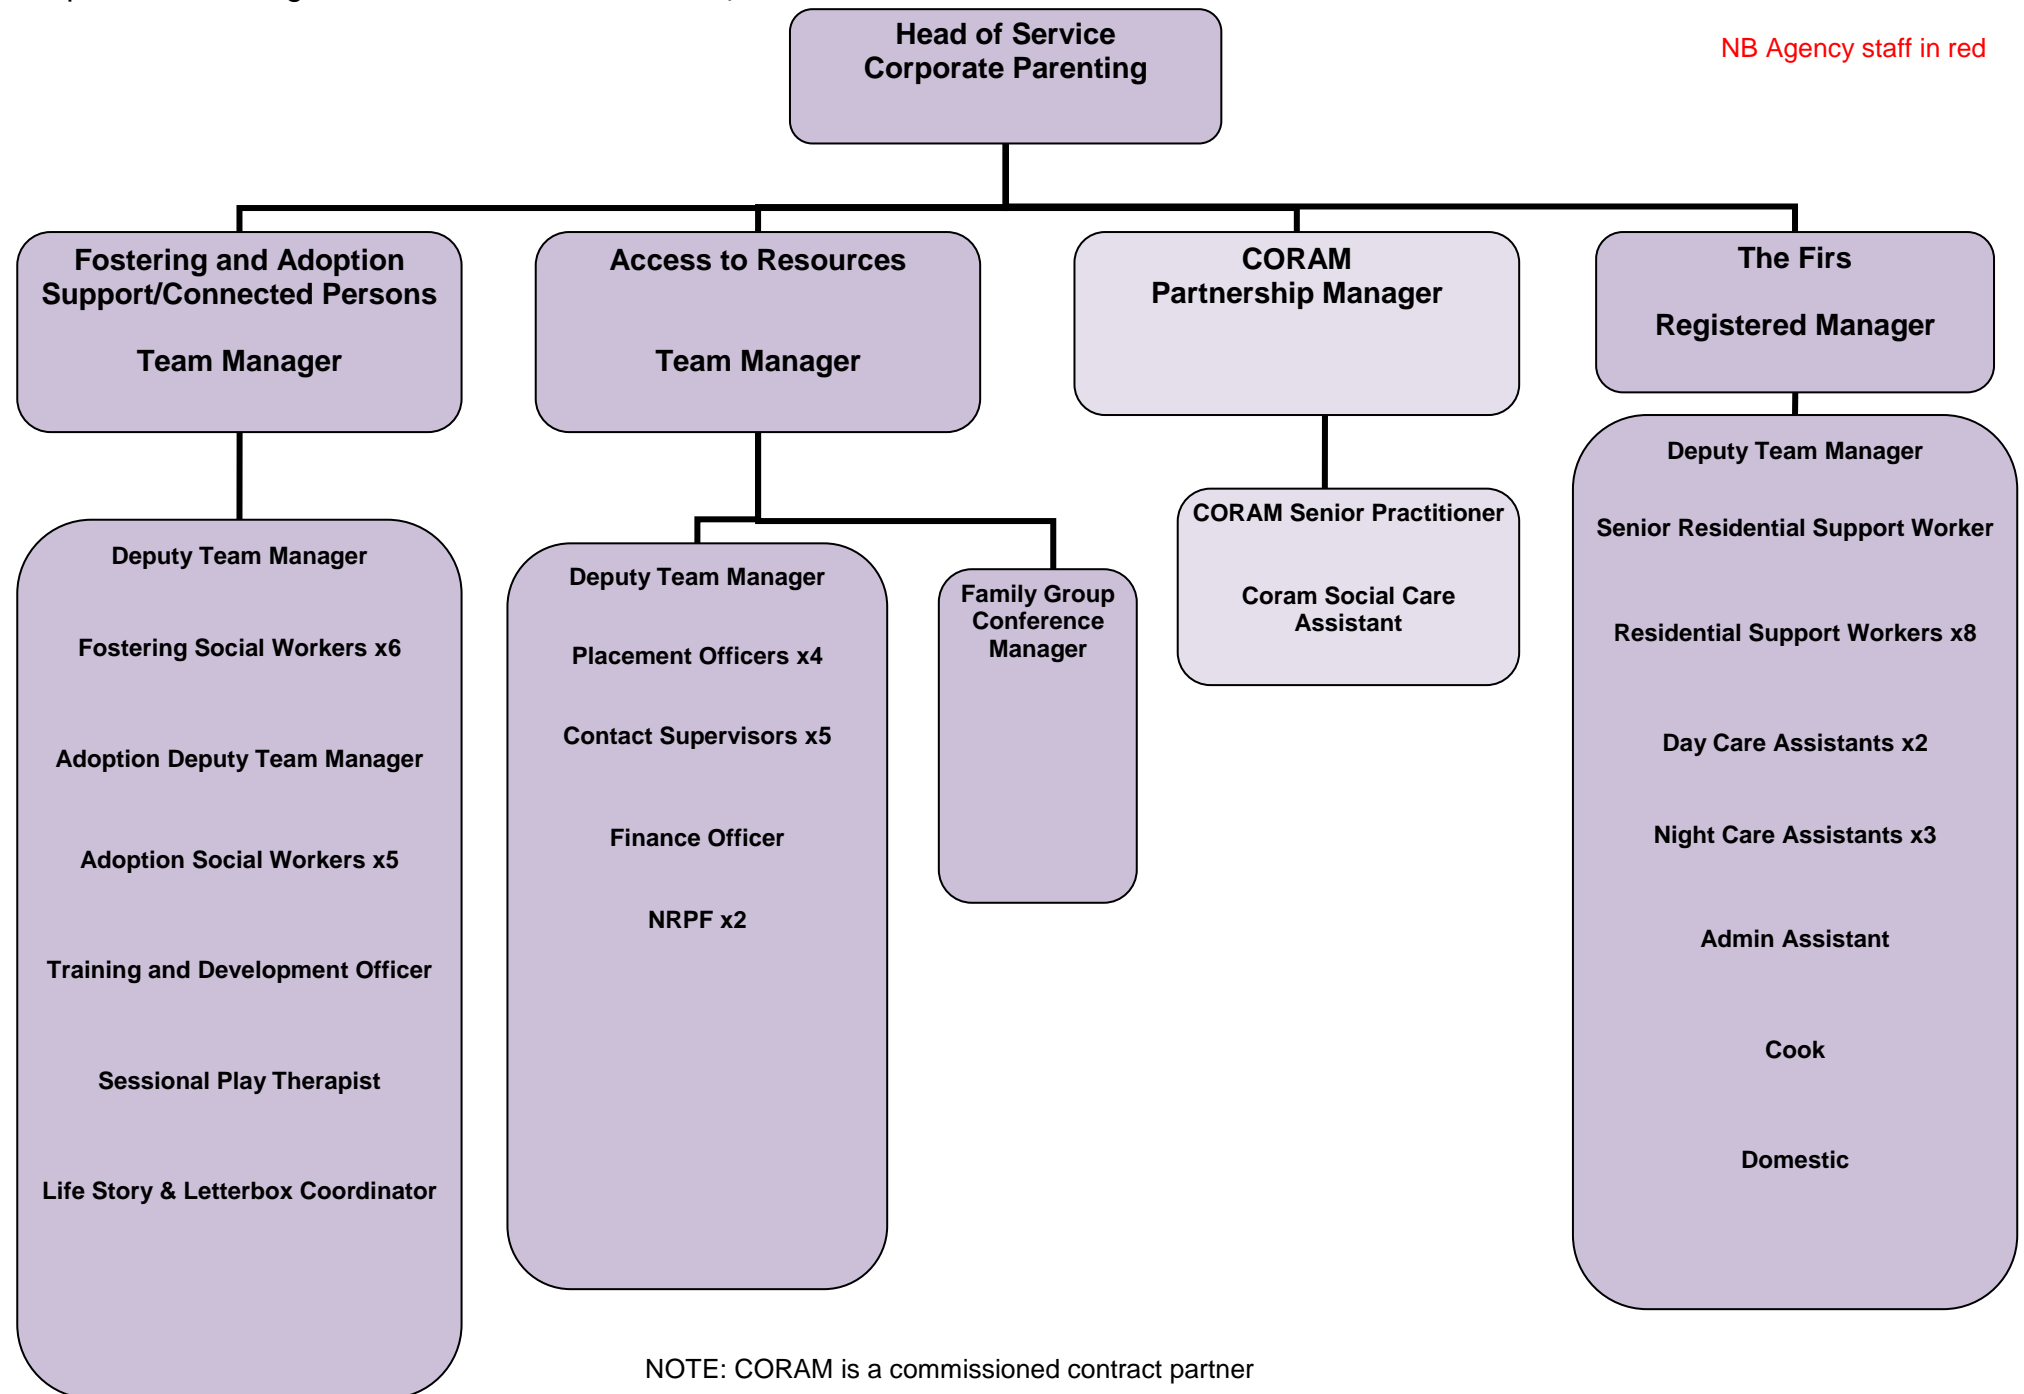 Head of Service
Corporate Parenting
NB Agency staff in red
Fostering and Adoption
Support/Connected Persons
Team Manager
Access to Resources
Team Manager
CORAM
Partnership Manager
The Firs
Registered Manager
Deputy Team Manager
Fostering Social Workers x6
Adoption Deputy Team Manager
Adoption Social Workers x5
Training and Development Officer
Sessional Play Therapist
Life Story & Letterbox Coordinator
Deputy Team Manager
Placement Officers x4
Contact Supervisors x5
Finance Officer
NRPF x2
Family Group
Conference
Manager
CORAM Senior Practitioner
Coram Social Care
Assistant
Deputy Team Manager
Senior Residential Support Worker
Residential Support Workers x8
Day Care Assistants x2
Night Care Assistants x3
Admin Assistant
Cook
Domestic
NOTE: CORAM is a commissioned contract partner